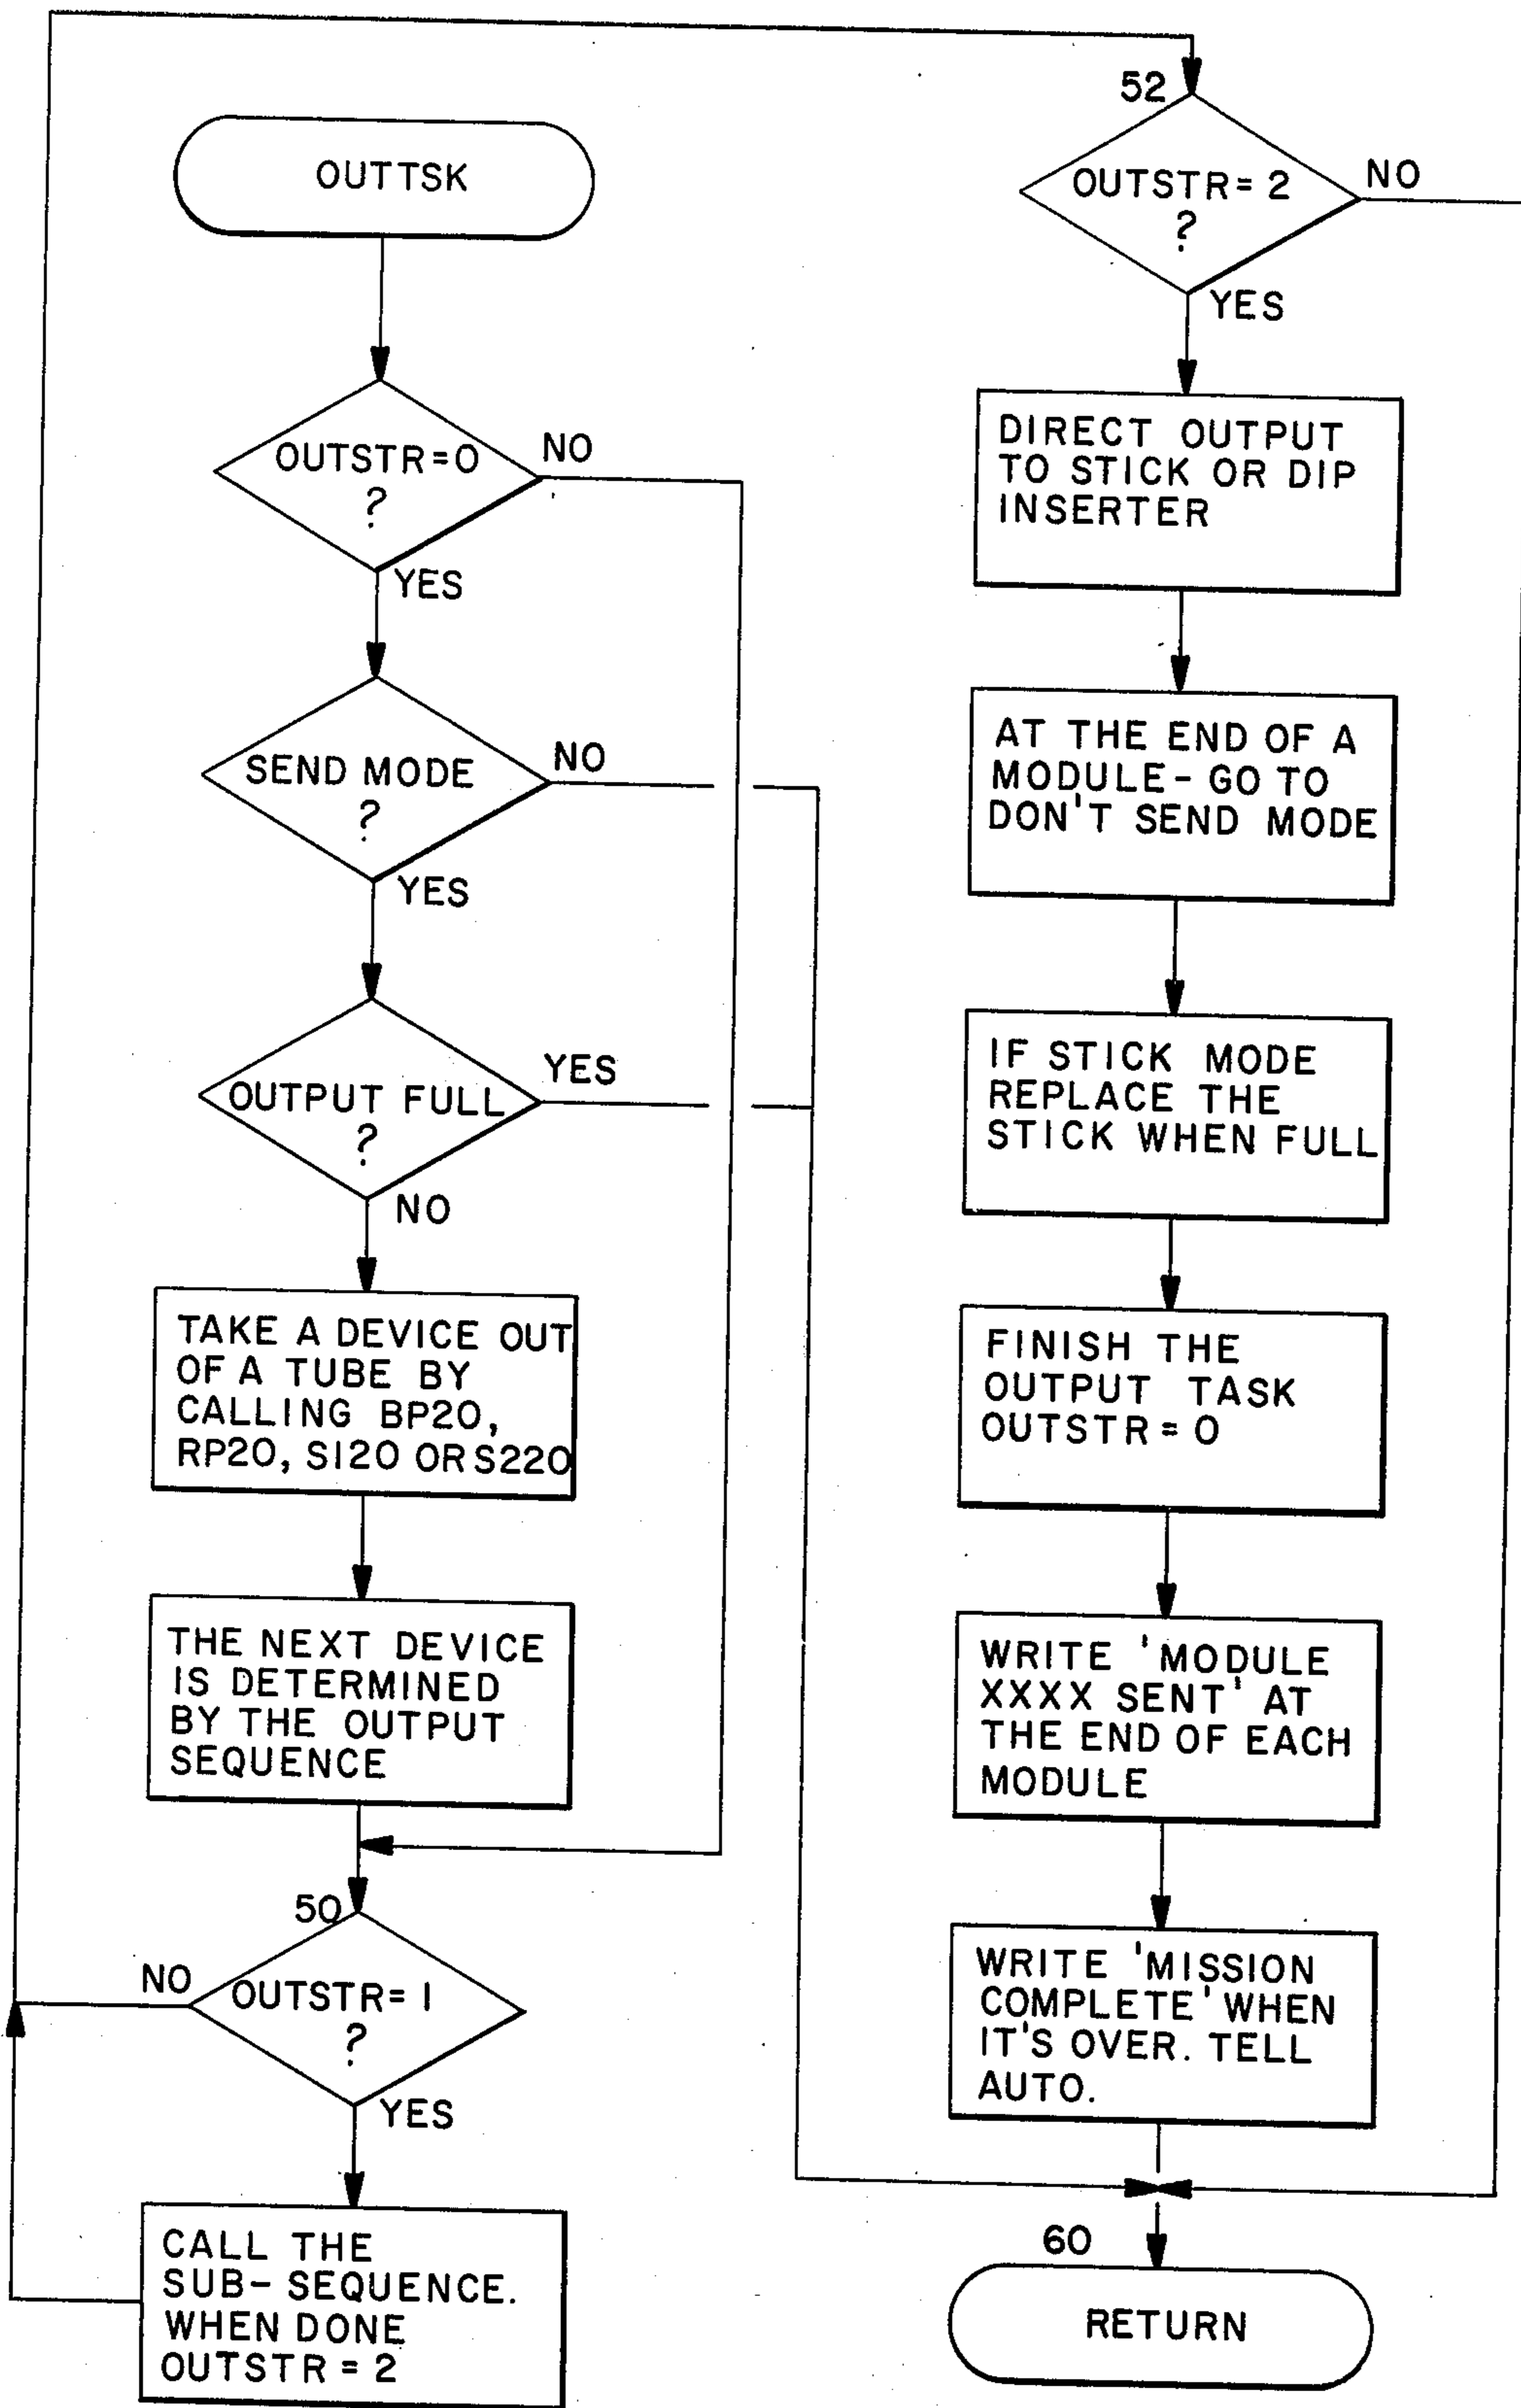 OUTTSK
OUTSTR=0
?
NO
YES
SEND MODE
?
NO
YES
OUTPUT FULL
?
YES
NO
TAKE A DEVICE OUT
OF A TUBE BY
CALLING BP20,
RP20, S120 OR S220
THE NEXT DEVICE
IS DETERMINED
BY THE OUTPUT
SEQUENCE
50
NO
OUTSTR= 1
?
YES
CALL THE
SUB- SEQUENCE.
WHEN DONE
OUTSTR = 2
52
OUTSTR= 2
?
NO
YES
DIRECT OUTPUT
TO STICK OR DIP
INSERTER
AT THE END OF A
MODULE- GO TO
DON'T SEND MODE
IF STICK MODE
REPLACE THE
STICK WHEN FULL
FINISH THE
OUTPUT TASK
OUTSTR = 0
WRITE 'MODULE
XXXX SENT' AT
THE END OF EACH
MODULE
WRITE 'MISSION
COMPLETE' WHEN
IT'S OVER. TELL
AUTO.
60
RETURN